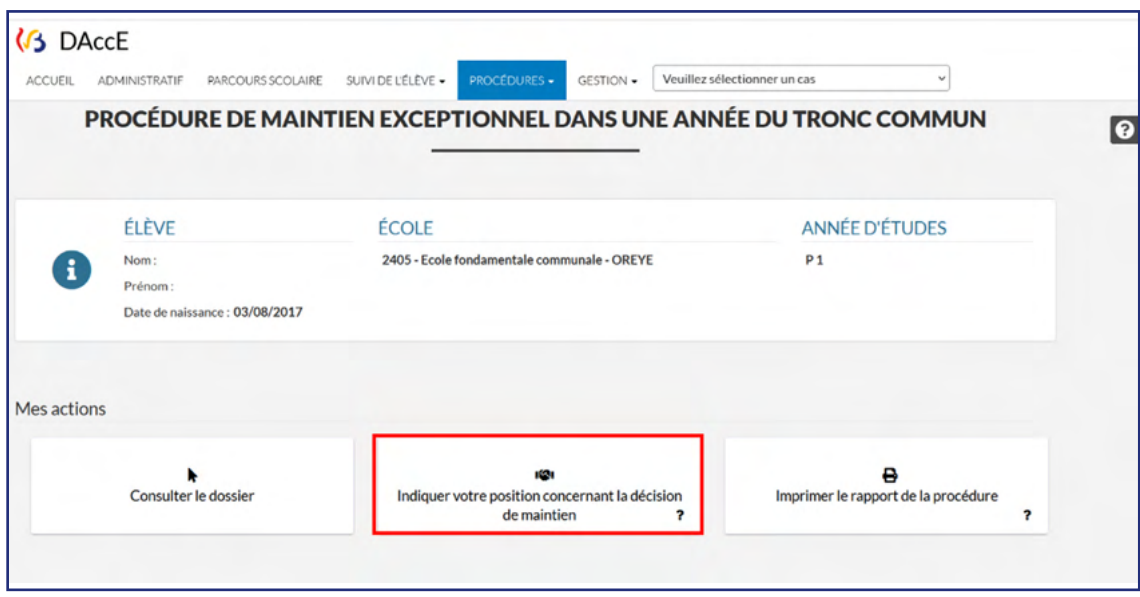 DAccE
ACCUEIL ADMINISTRATIF PARCOURS SCOLAIRE SUIVI DE L'ÉLÈVE PROCÉDURES GESTION Veuillez sélectionner un cas
PROCÉDURE DE MAINTIEN EXCEPTIONNEL DANS UNE ANNÉE DU TRONC COMMUN
?
ÉLÈVE ÉCOLE ANNÉE D'ÉTUDES
Nom : 2405 - Ecole fondamentale communale - OREYE P 1
Prénom :
Date de naissance : 03/08/2017
Mes actions
Consulter le dossier
Indiquer votre position concernant la décision
de maintien ?
Imprimer le rapport de la procédure
?